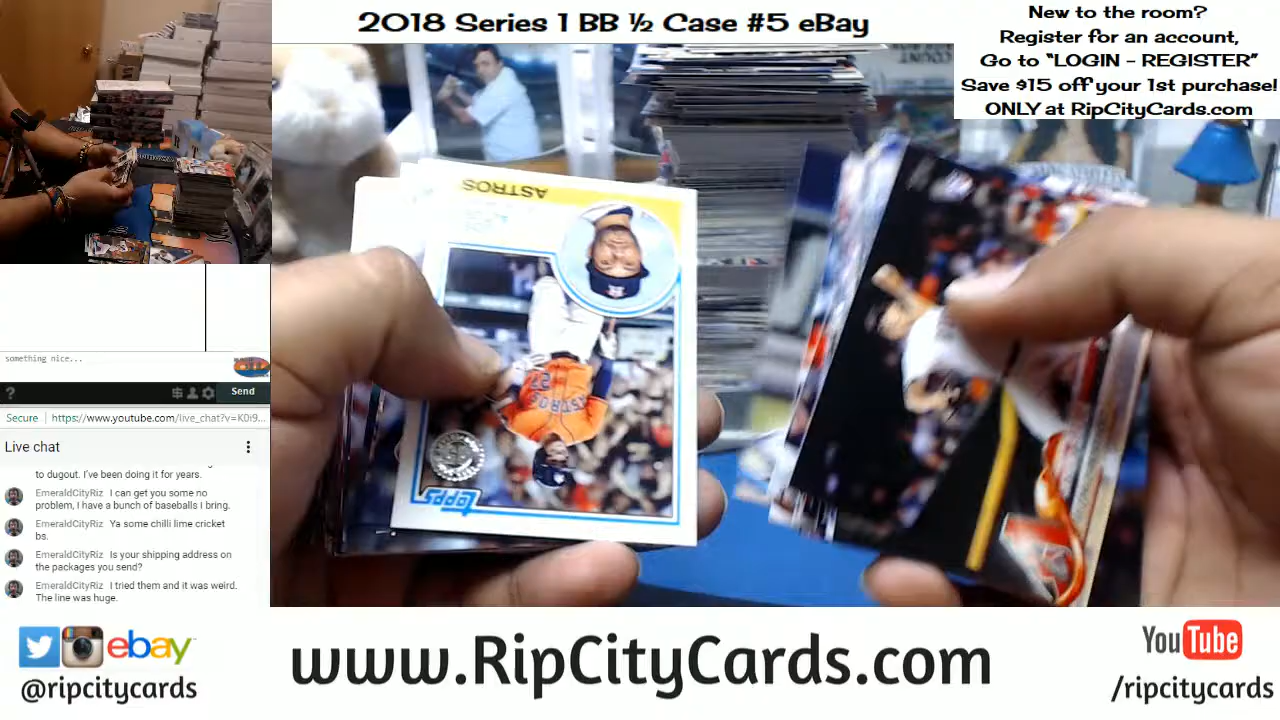 2018 Series 1 BB ½ Case #5 eBay
New to the room?
Register for an account,
Go to "LOGIN - REGISTER"
Save $15 off your 1st purchase!
ONLY at RipCityCards.com
ASTROS
ASTROS
27
Topps
something nice...
?
Send
Secure
https://www.youtube.com/live_chat?v=K0i9...
Live chat
to dugout. I've been doing it for years.
EmeraldCityRiz I can get you some no
problem, I have a bunch of baseballs I bring.
EmeraldCityRiz Ya some chilli lime cricket
bs.
EmeraldCityRiz Is your shipping address on
the packages you send?
EmeraldCityRiz I tried them and it was weird.
The line was huge.
ebay
@ripcitycards
www.RipCityCards.com
YouTube
/ripcitycards